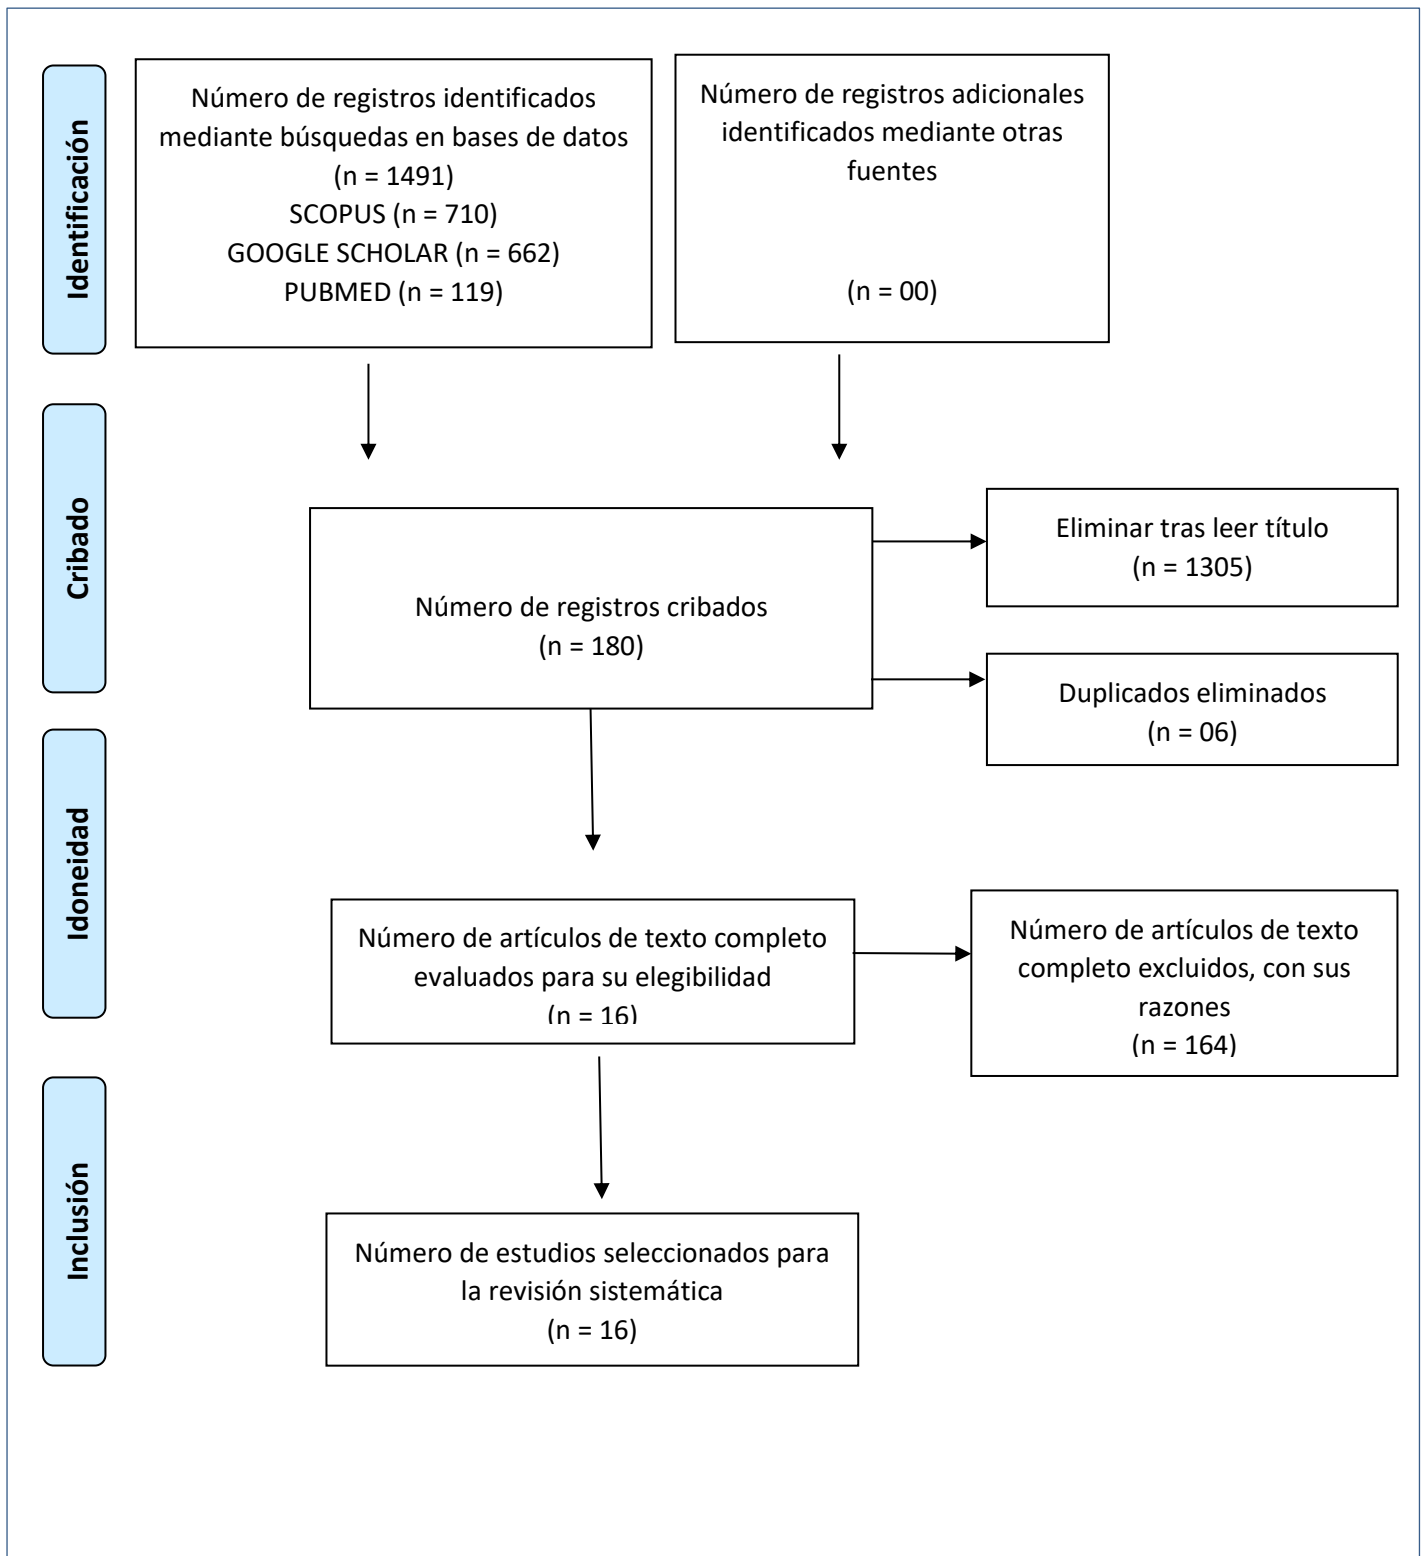 Identificación
Número de registros identificados
mediante búsquedas en bases de datos
(n = 1491)
SCOPUS (n = 710)
GOOGLE SCHOLAR (n = 662)
PUBMED (n = 119)
Número de registros adicionales
identificados mediante otras
fuentes
(n = 00)
Cribado
Número de registros cribados
(n = 180)
Eliminar tras leer título
(n = 1305)
Duplicados eliminados
(n = 06)
Idoneidad
Número de artículos de texto completo
evaluados para su elegibilidad
(n = 16)
Número de artículos de texto
completo excluidos, con sus
razones
(n = 164)
Inclusión
Número de estudios seleccionados para
la revisión sistemática
(n = 16)